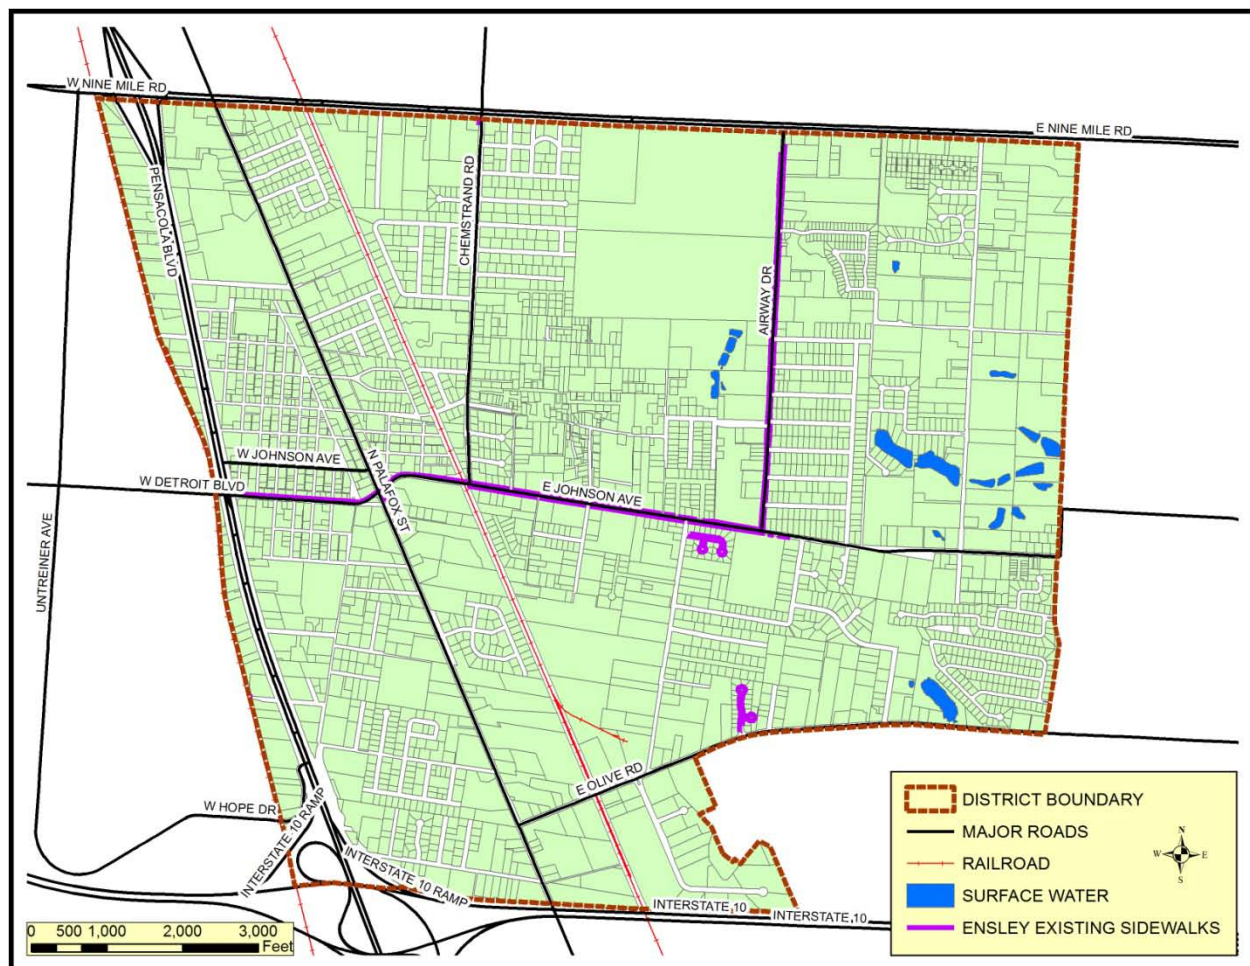 W NINE MILE RD
E NINE MILE RD
PENSACOLA BLVD
CHEMSTRAND RD
AIRWAY DR
W JOHNSON AVE
N PALAFOX ST
W DETROIT BLVD
E JOHNSON AVE
UNTREINER AVE
E OLIVE RD
W HOPE DR
INTERSTATE 10 RAMP
INTERSTATE 10 RAMP
INTERSTATE 10
INTERSTATE 10
DISTRICT BOUNDARY
MAJOR ROADS
RAILROAD
SURFACE WATER
ENSLEY EXISTING SIDEWALKS
N
W E
S
0 500 1,000 2,000 3,000
Feet